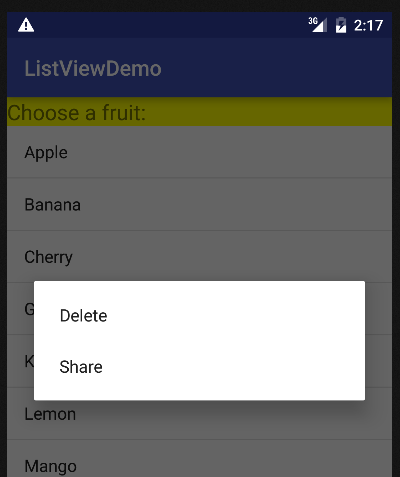 3G 2:17
ListViewDemo
Choose a fruit:
Apple
Banana
Cherry
G
Delete
K
Share
Lemon
Mango